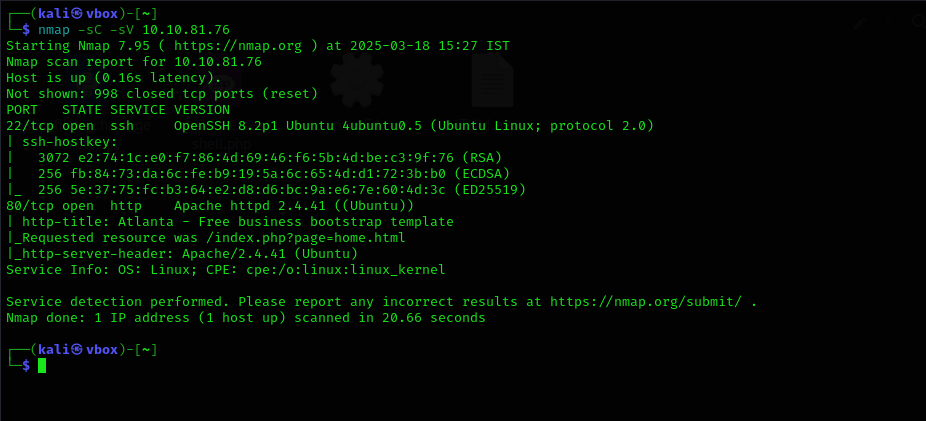 ┌──(kali㉿vbox)-[~]
└─$ nmap -sC -sV 10.10.81.76
Starting Nmap 7.95 ( https://nmap.org ) at 2025-03-18 15:27 IST
Nmap scan report for 10.10.81.76
Host is up (0.16s latency).
Not shown: 998 closed tcp ports (reset)
PORT   STATE SERVICE VERSION
22/tcp open  ssh     OpenSSH 8.2p1 Ubuntu 4ubuntu0.5 (Ubuntu Linux; protocol 2.0)
| ssh-hostkey:
|   3072 e2:74:1c:e0:f7:86:4d:69:46:f6:5b:4d:be:c3:9f:76 (RSA)
|   256 fb:84:73:da:6c:fe:b9:19:5a:6c:65:4d:d1:72:3b:b0 (ECDSA)
|_  256 5e:37:75:fc:b3:64:e2:d8:d6:bc:9a:e6:7e:60:4d:3c (ED25519)
80/tcp open  http    Apache httpd 2.4.41 ((Ubuntu))
| http-title: Atlanta - Free business bootstrap template
|_Requested resource was /index.php?page=home.html
|_http-server-header: Apache/2.4.41 (Ubuntu)
Service Info: OS: Linux; CPE: cpe:/o:linux:linux_kernel
Service detection performed. Please report any incorrect results at https://nmap.org/submit/ .
Nmap done: 1 IP address (1 host up) scanned in 20.66 seconds
┌──(kali㉿vbox)-[~]
└─$